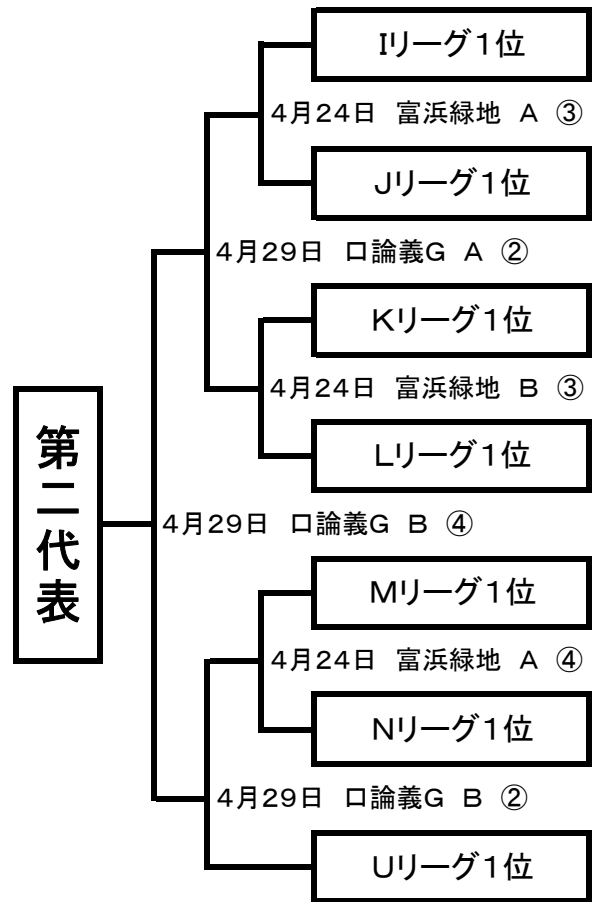 Iリーグ1位
4月24日　富浜緑地　A　③
Jリーグ1位
4月29日　口論義G　A　②
Kリーグ1位
4月24日　富浜緑地　B　③
Lリーグ1位
第二代表
4月29日　口論義G　B　④
Mリーグ1位
4月24日　富浜緑地　A　④
Nリーグ1位
4月29日　口論義G　B　②
Uリーグ1位